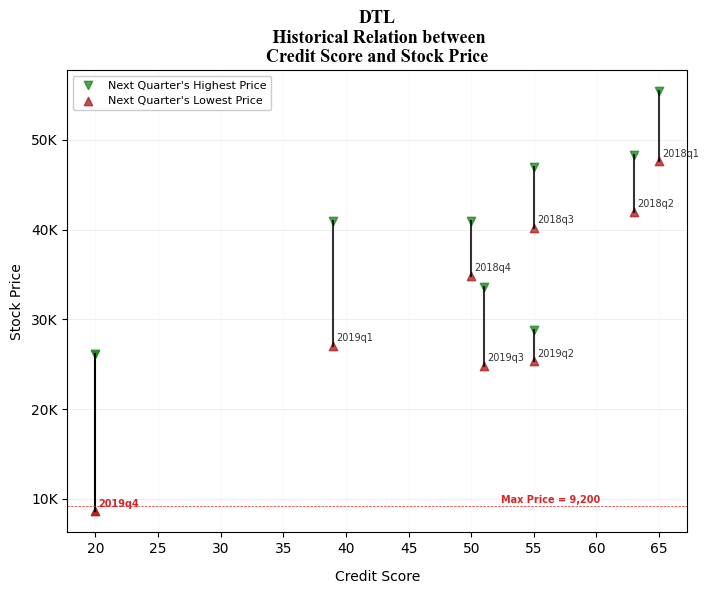 DTL
Historical Relation between
Credit Score and Stock Price
Next Quarter's Highest Price
Next Quarter's Lowest Price
50K
40K
30K
20K
10K
Stock Price
2018q1
2018q2
2018q3
2018q4
2019q1
2019q3
2019q2
2019q4
Max Price = 9,200
20 25 30 35 40 45 50 55 60 65
Credit Score